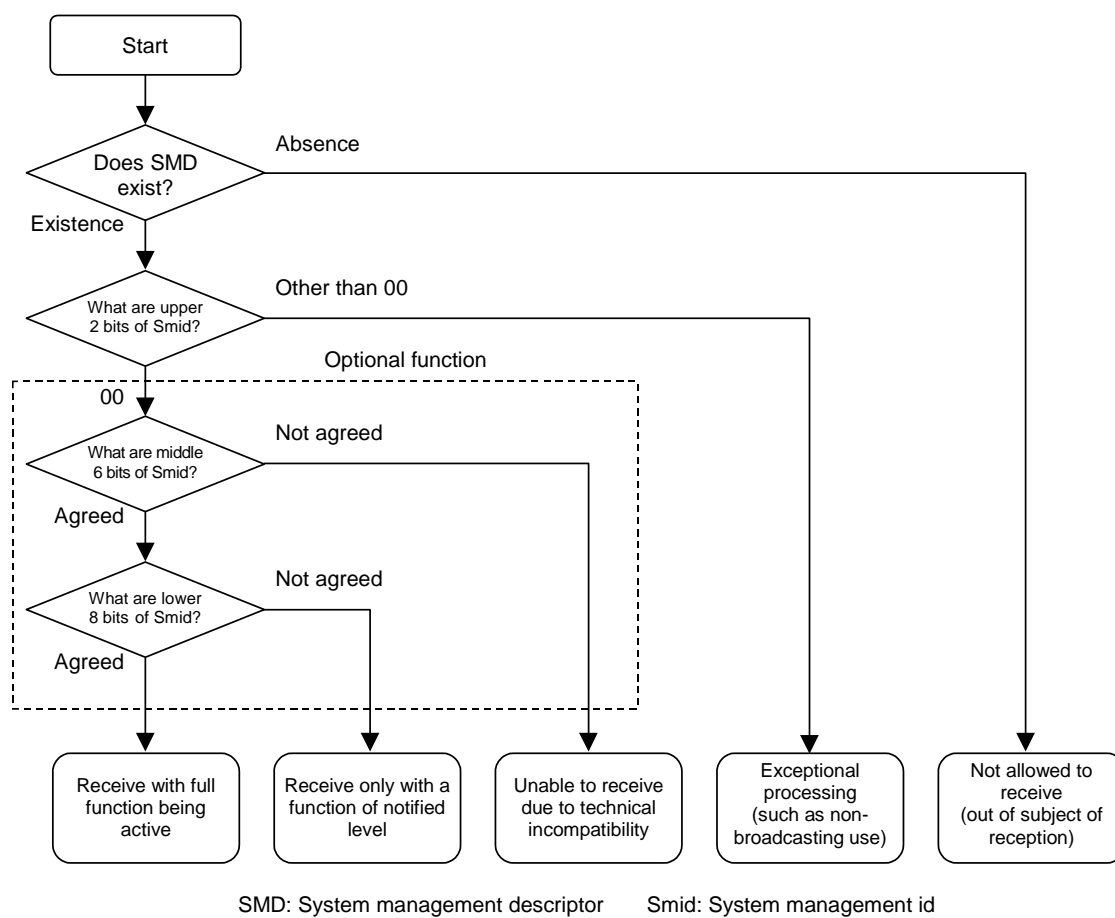 Start
Does SMD
exist?
Absence
Existence
What are upper
2 bits of Smid?
Other than 00
Optional function
00
What are middle
6 bits of Smid?
Not agreed
Agreed
What are lower
8 bits of Smid?
Not agreed
Agreed
Receive with full
function being
active
Receive only with a
function of notified
level
Unable to receive
due to technical
incompatibility
Exceptional
processing
(such as non-
broadcasting use)
Not allowed to
receive
(out of subject of
reception)
SMD: System management descriptor Smid: System management id